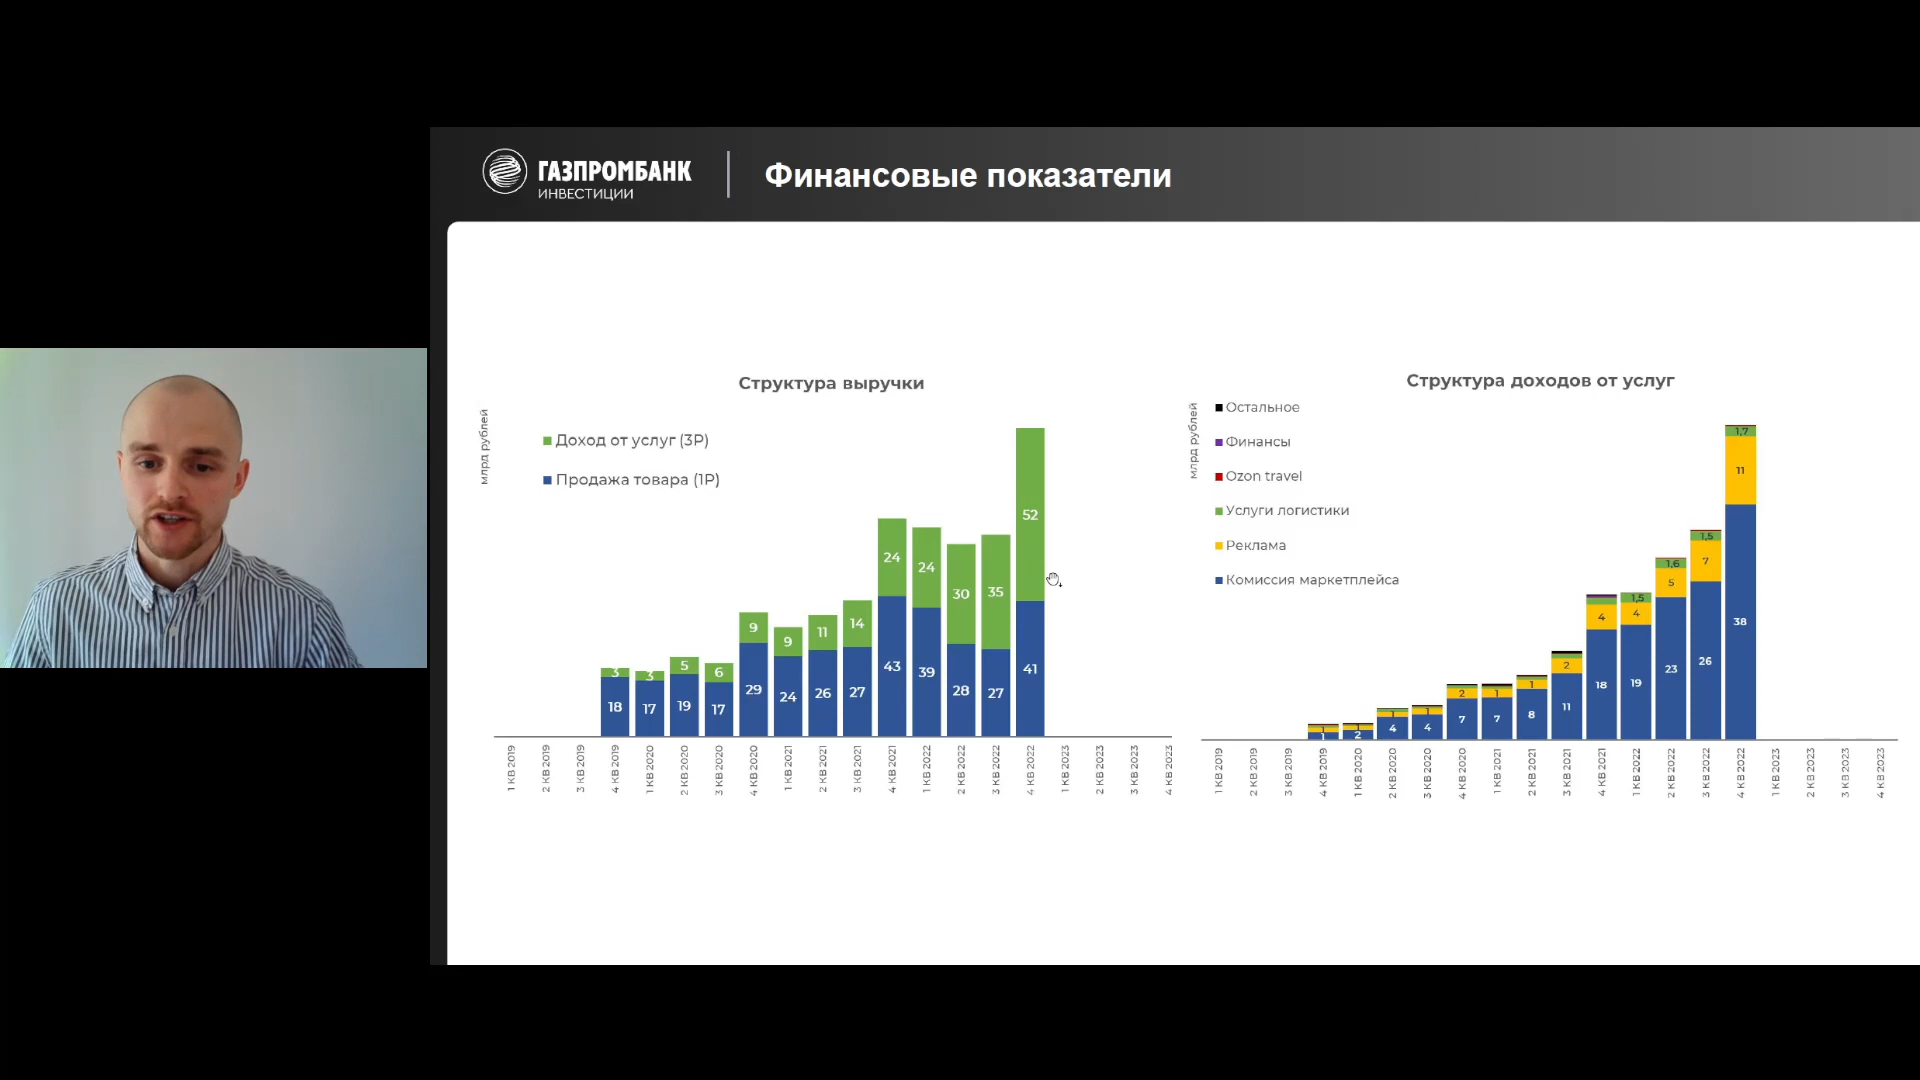 ГАЗПРОМБАНК
ИНВЕСТИЦИИ
Финансовые показатели
Структура выручки
млрд рублей
Доход от услуг (3P)
Продажа товара (1P)
3 3 5 6 9 9 11 14 24 24 30 35 52
18 17 19 17 29 24 26 27 43 39 28 27 41
1 КВ 2019 2 КВ 2019 3 КВ 2019 4 КВ 2019 1 КВ 2020 2 КВ 2020 3 КВ 2020 4 КВ 2020 1 КВ 2021 2 КВ 2021 3 КВ 2021 4 КВ 2021 1 КВ 2022 2 КВ 2022 3 КВ 2022 4 КВ 2022 1 КВ 2023 2 КВ 2023 3 КВ 2023 4 КВ 2023
Структура доходов от услуг
млрд рублей
Остальное
Финансы
Ozon travel
Услуги логистики
Реклама
Комиссия маркетплейса
1,5 1,6 1,5 1,7
1 1 1 1 2 1 1 2 4 4 5 7 11
1 2 4 4 7 7 8 11 18 19 23 26 38
1 КВ 2019 2 КВ 2019 3 КВ 2019 4 КВ 2019 1 КВ 2020 2 КВ 2020 3 КВ 2020 4 КВ 2020 1 КВ 2021 2 КВ 2021 3 КВ 2021 4 КВ 2021 1 КВ 2022 2 КВ 2022 3 КВ 2022 4 КВ 2022 1 КВ 2023 2 КВ 2023 3 КВ 2023 4 КВ 2023